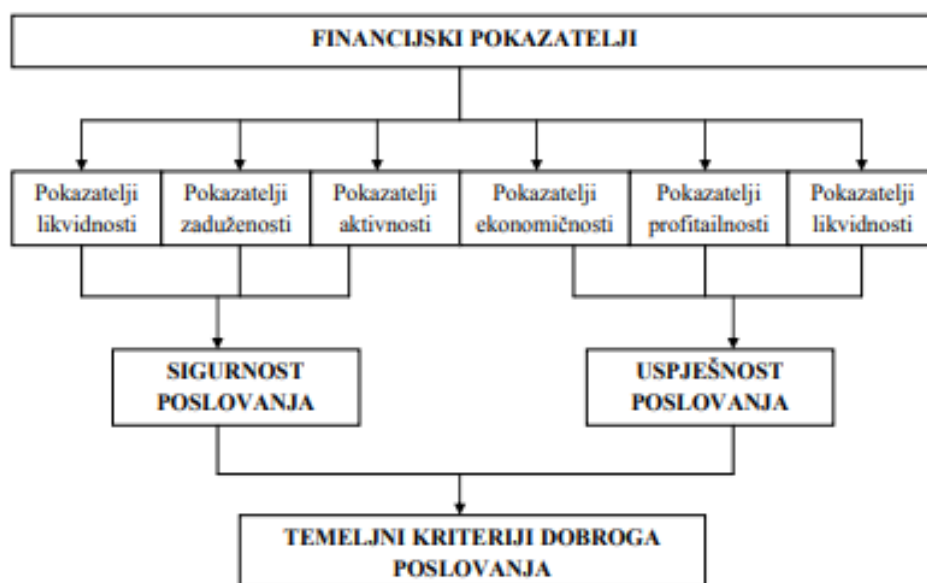 FINANCIJSKI POKAZATELJI
Pokazatelji
likvidnosti
Pokazatelji
zaduženosti
Pokazatelji
aktivnosti
Pokazatelji
ekonomičnosti
Pokazatelji
profitailnosti
Pokazatelji
likvidnosti
SIGURNOST
POSLOVANJA
USPJEŠNOST
POSLOVANJA
TEMELJNI KRITERIJI DOBROGA
POSLOVANJA